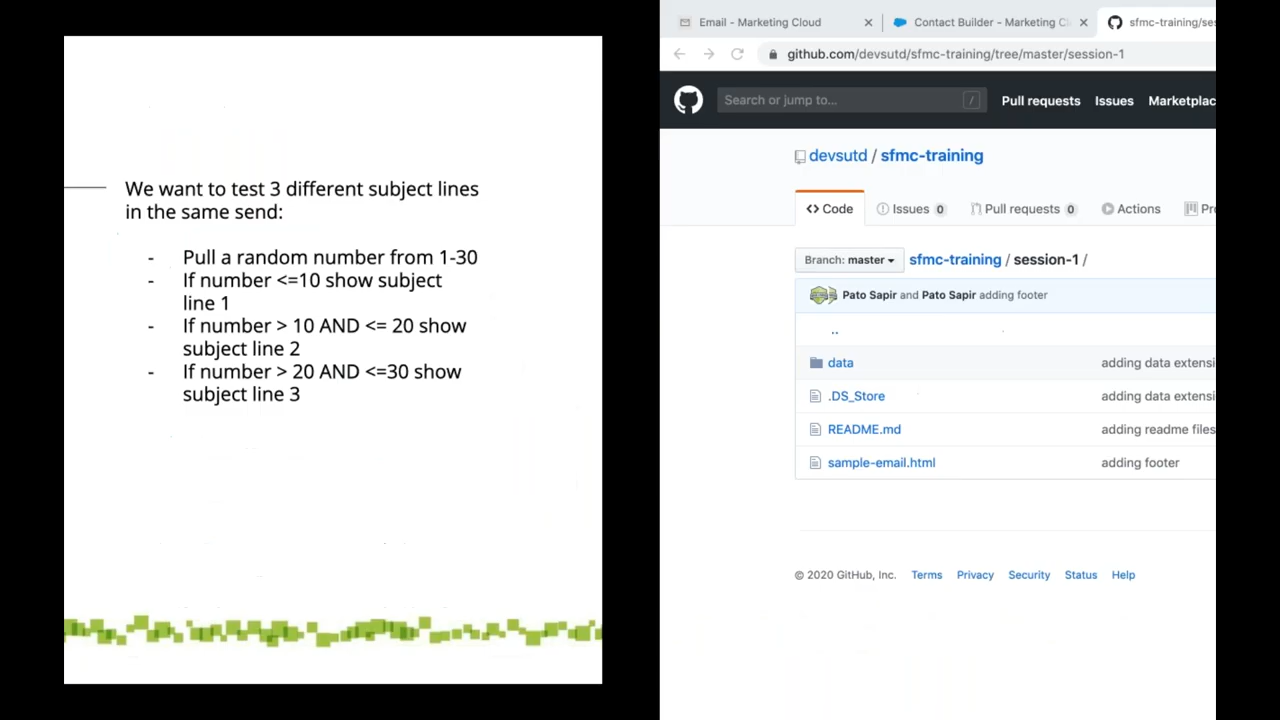 We want to test 3 different subject lines
in the same send:
- Pull a random number from 1-30
- If number <=10 show subject
line 1
- If number > 10 AND <= 20 show
subject line 2
- If number > 20 AND <=30 show
subject line 3
Email - Marketing Cloud
Contact Builder - Marketing Cl
sfmc-training/ses
github.com/devsutd/sfmc-training/tree/master/session-1
Search or jump to... /
Pull requests Issues Marketplac
devsutd / sfmc-training
<> Code Issues 0 Pull requests 0 Actions Pr
Branch: master sfmc-training / session-1 /
Pato Sapir and Pato Sapir adding footer
..
data adding data extensi
.DS_Store adding data extensi
README.md adding readme files
sample-email.html adding footer
© 2020 GitHub, Inc. Terms Privacy Security Status Help